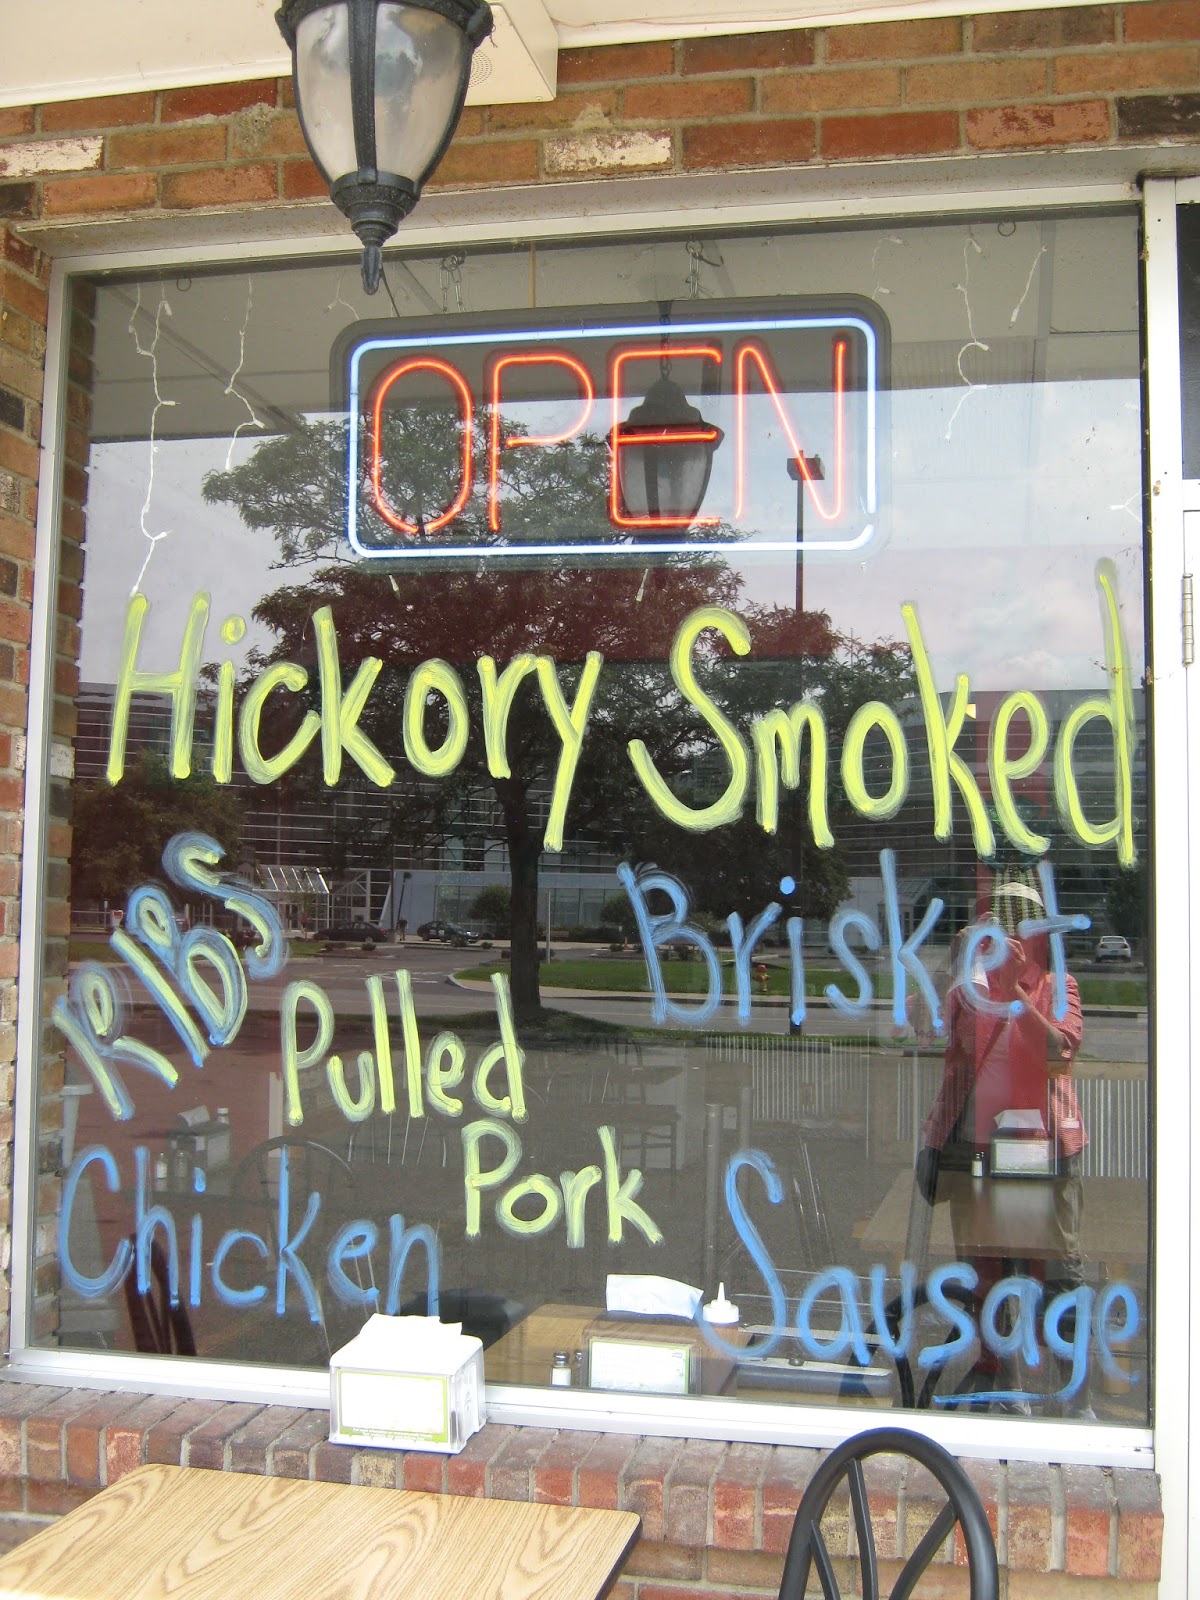 OPEN
Hickory Smoked
RIBS
Brisket
Pulled
Pork
Chicken
Sausage